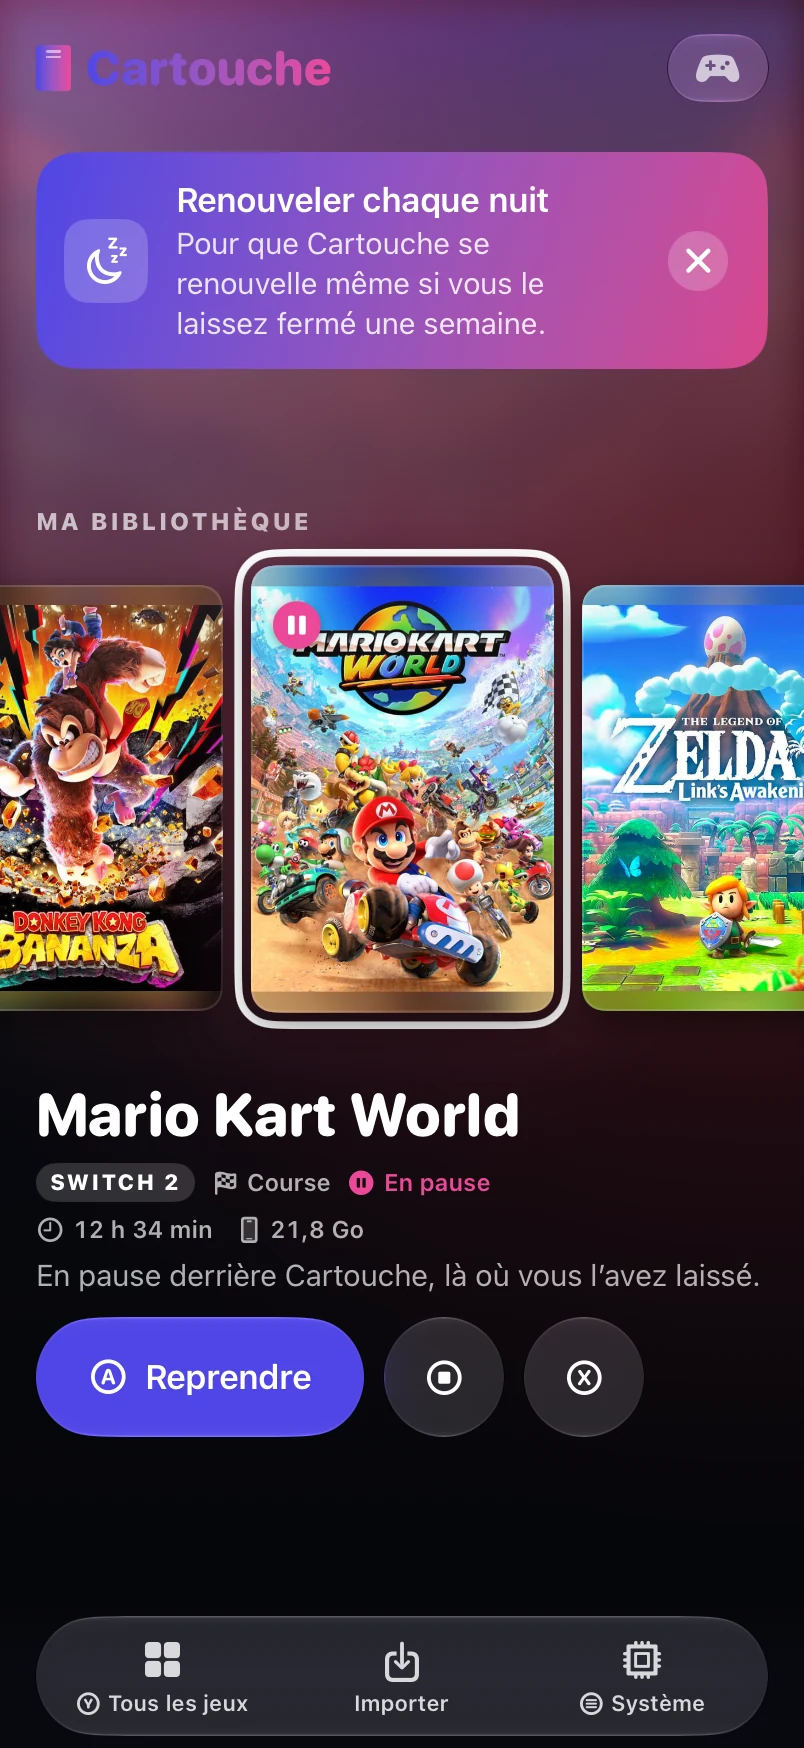 Cartouche
Renouveler chaque nuit
Pour que Cartouche se
renouvelle même si vous le
laissez fermé une semaine.
MA BIBLIOTHÈQUE
DONKEY KONG
BANANZA
MARIOKART
WORLD
THE LEGEND OF
ZELDA
Link's Awakeni
Mario Kart World
SWITCH 2 Course En pause
12 h 34 min 21,8 Go
En pause derrière Cartouche, là où vous l’avez laissé.
A Reprendre X
Y Tous les jeux Importer Système